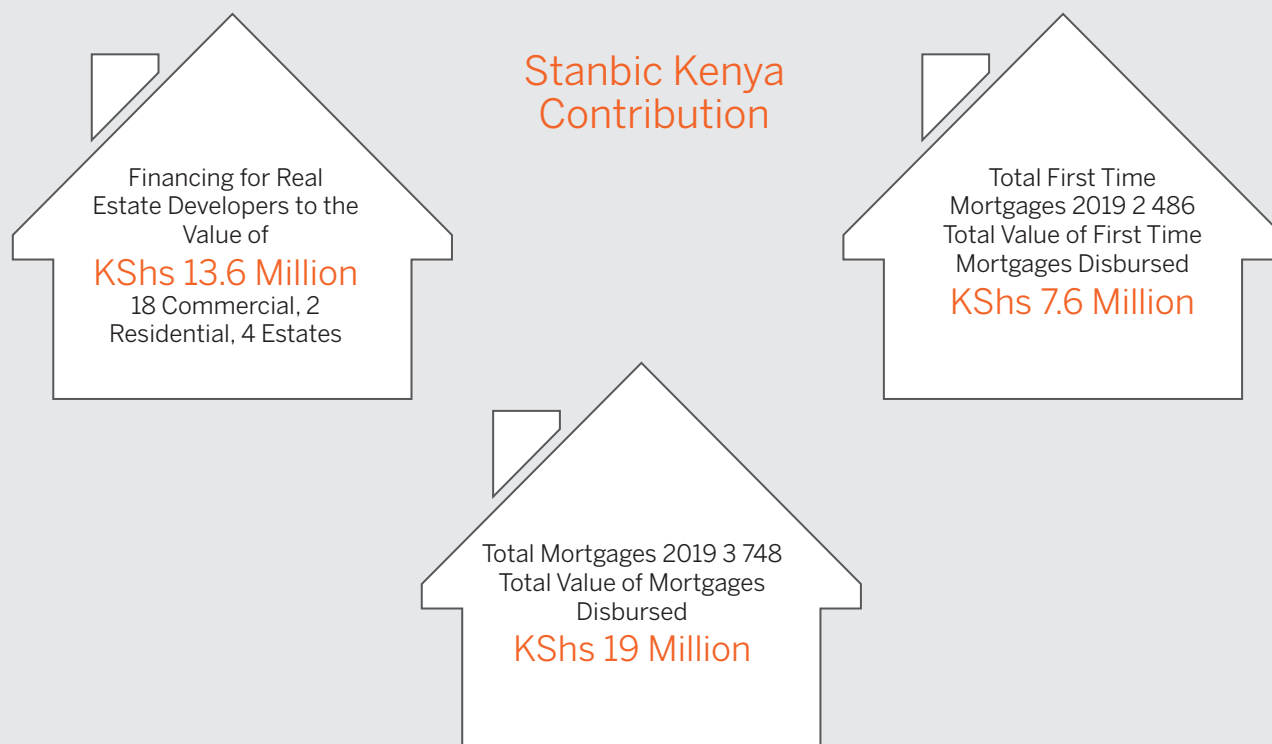 Stanbic Kenya
Contribution
Financing for Real
Estate Developers to the
Value of
KShs 13.6 Million
18 Commercial, 2
Residential, 4 Estates
Total First Time
Mortgages 2019 2 486
Total Value of First Time
Mortgages Disbursed
KShs 7.6 Million
Total Mortgages 2019 3 748
Total Value of Mortgages
Disbursed
KShs 19 Million